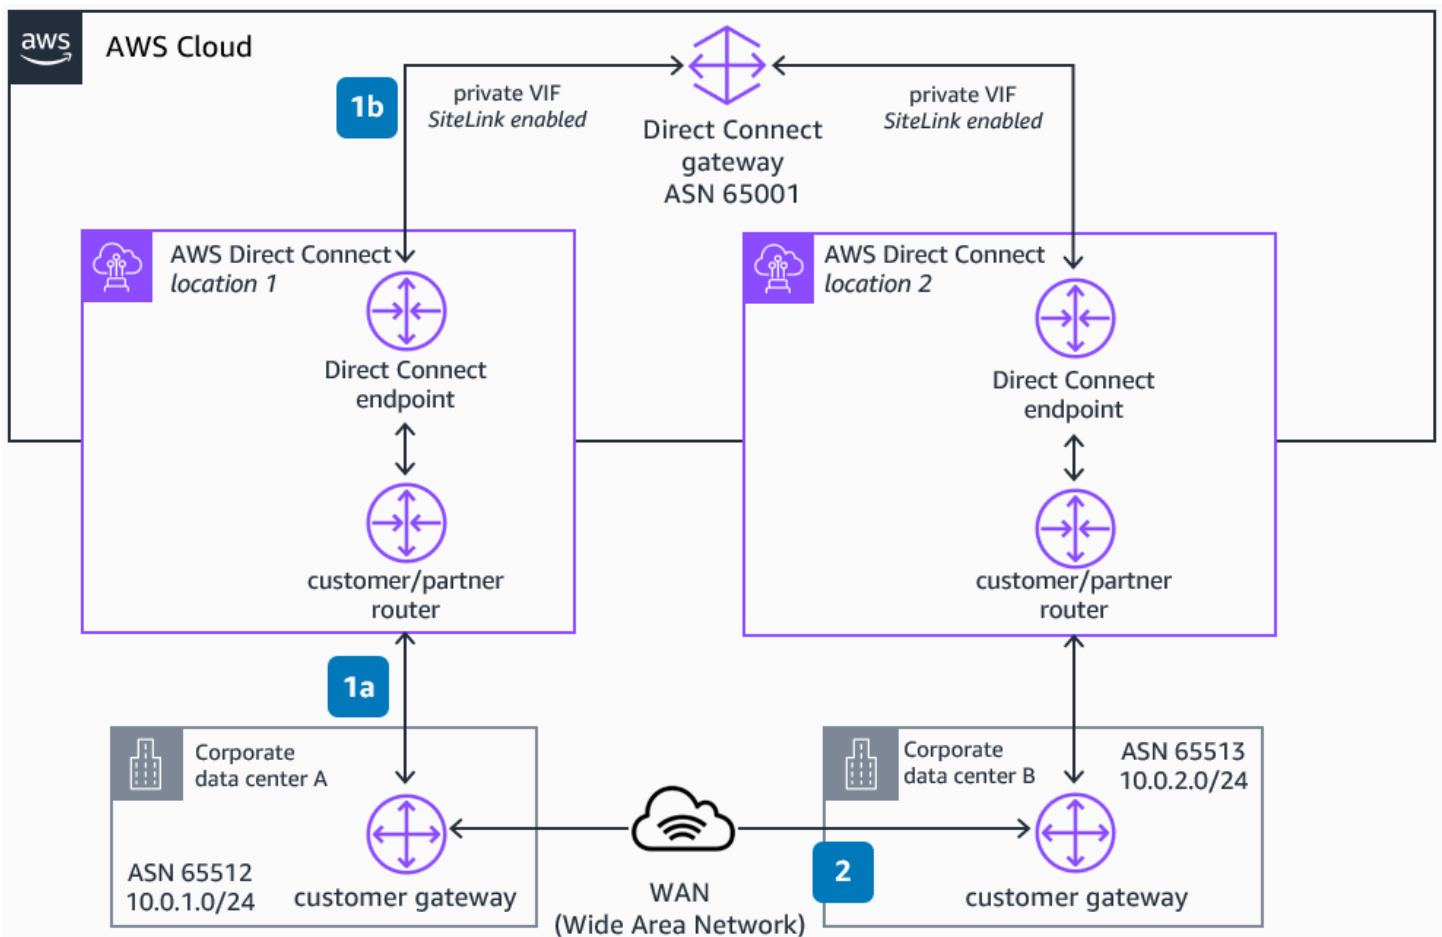 aws
AWS Cloud
1b
private VIF
SiteLink enabled
Direct Connect
gateway
ASN 65001
private VIF
SiteLink enabled
AWS Direct Connect
location 1
Direct Connect
endpoint
customer/partner
router
AWS Direct Connect
location 2
Direct Connect
endpoint
customer/partner
router
1a
Corporate
data center A
ASN 65512
10.0.1.0/24
customer gateway
WAN
(Wide Area Network)
2
Corporate
data center B
ASN 65513
10.0.2.0/24
customer gateway